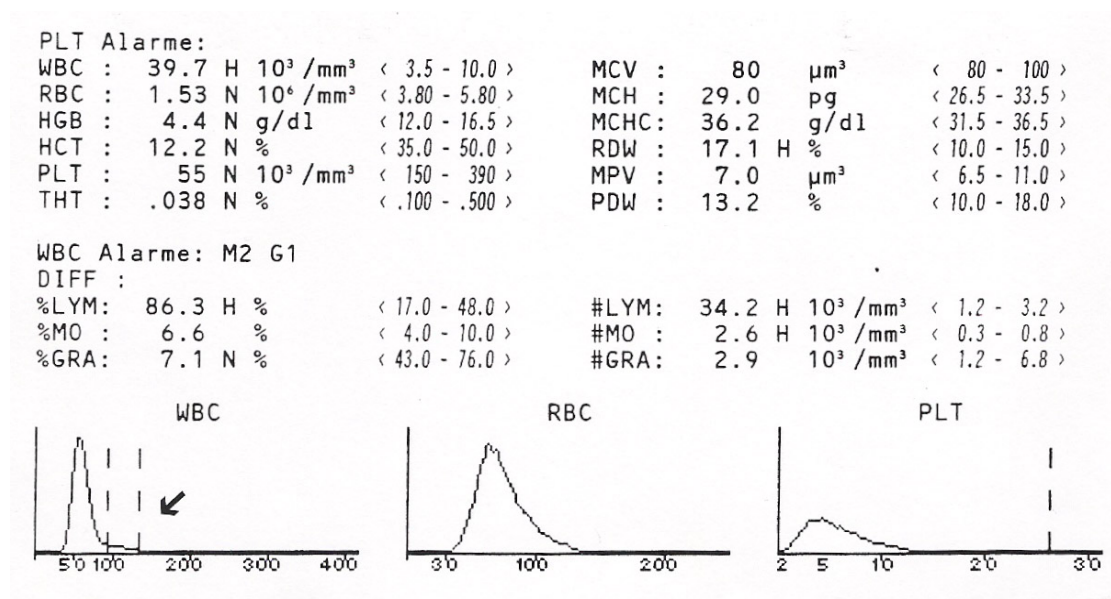 PLT Alarme:
WBC : 39.7 H 10³/mm³ < 3.5 - 10.0 > MCV : 80 µm³ < 80 - 100 >
RBC : 1.53 N 10⁶/mm³ < 3.80 - 5.80 > MCH : 29.0 pg < 26.5 - 33.5 >
HGB : 4.4 N g/dl < 12.0 - 16.5 > MCHC: 36.2 g/dl < 31.5 - 36.5 >
HCT : 12.2 N % < 35.0 - 50.0 > RDW : 17.1 H % < 10.0 - 15.0 >
PLT : 55 N 10³/mm³ < 150 - 390 > MPV : 7.0 µm³ < 6.5 - 11.0 >
THT : .038 N % < .100 - .500 > PDW : 13.2 % < 10.0 - 18.0 >
WBC Alarme: M2 G1
DIFF :
%LYM: 86.3 H % < 17.0 - 48.0 > #LYM: 34.2 H 10³/mm³ < 1.2 - 3.2 >
%MO : 6.6 % < 4.0 - 10.0 > #MO : 2.6 H 10³/mm³ < 0.3 - 0.8 >
%GRA: 7.1 N % < 43.0 - 76.0 > #GRA: 2.9 10³/mm³ < 1.2 - 6.8 >
WBC RBC PLT
50 100 200 300 400 30 100 200 2 5 10 20 30